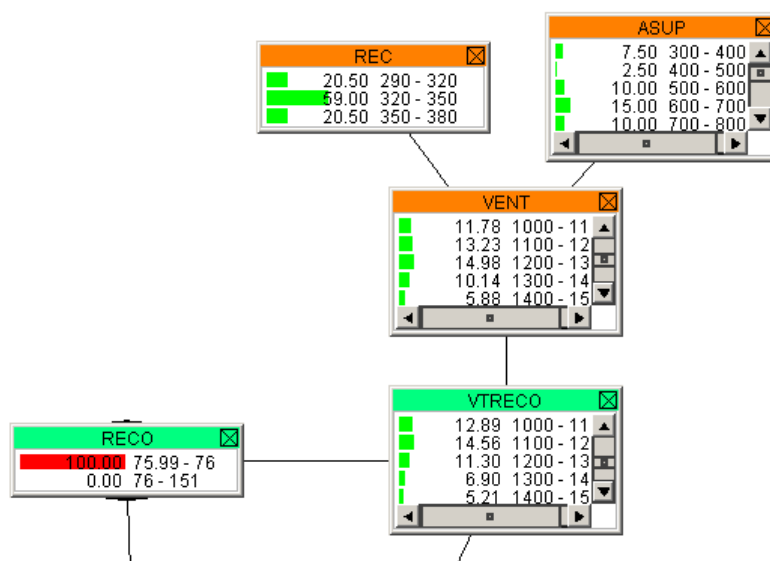 ASUP
7.50 300 - 400
2.50 400 - 500
10.00 500 - 600
15.00 600 - 700
10.00 700 - 800
REC
20.50 290 - 320
59.00 320 - 350
20.50 350 - 380
VENT
11.78 1000 - 11
13.23 1100 - 12
14.98 1200 - 13
10.14 1300 - 14
5.88 1400 - 15
VTRECO
12.89 1000 - 11
14.56 1100 - 12
11.30 1200 - 13
6.90 1300 - 14
5.21 1400 - 15
RECO
100.00 75.99 - 76
0.00 76 - 151